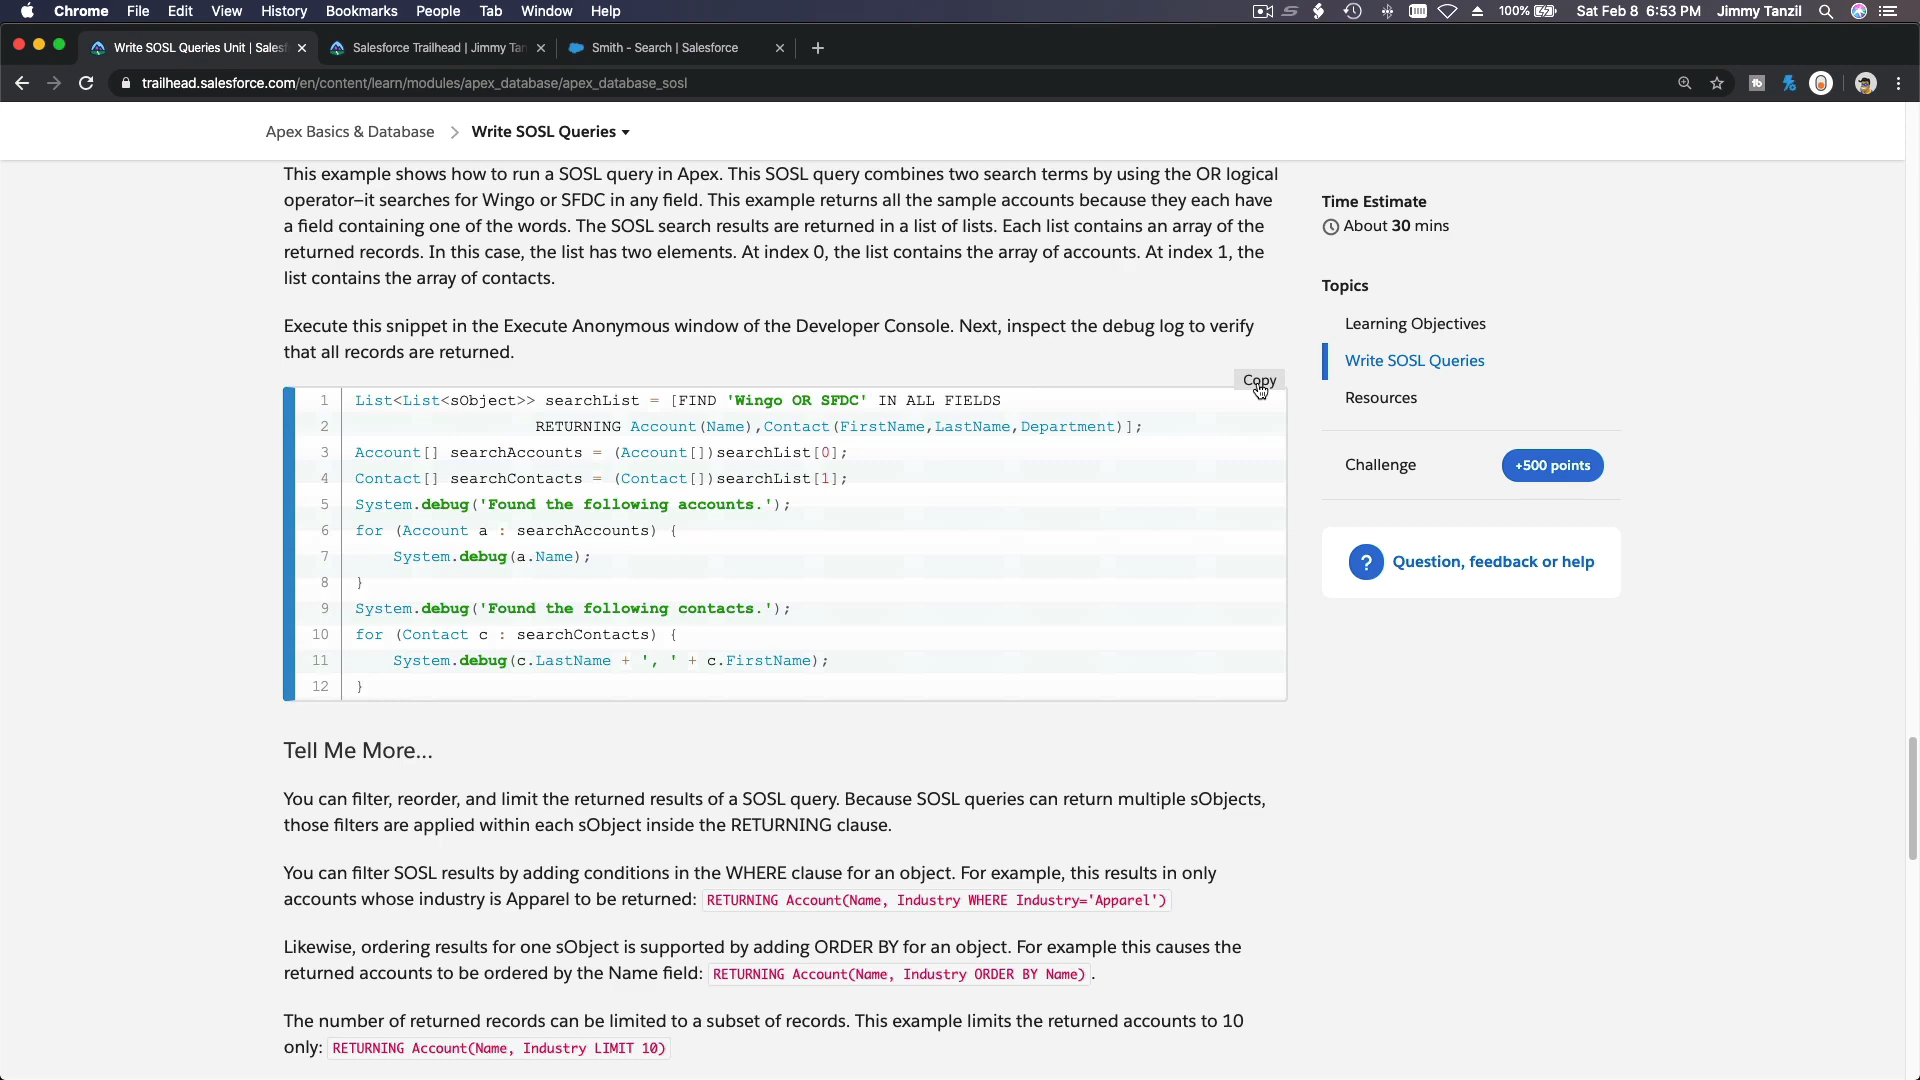 Chrome File Edit View History Bookmarks People Tab Window Help 100% Sat Feb 8 6:53 PM Jimmy Tanzil
Write SOSL Queries Unit | Sales Salesforce Trailhead | Jimmy Tan Smith - Search | Salesforce
trailhead.salesforce.com/en/content/learn/modules/apex_database/apex_database_sosl
Apex Basics & Database > Write SOSL Queries
This example shows how to run a SOSL query in Apex. This SOSL query combines two search terms by using the OR logical
operator—it searches for Wingo or SFDC in any field. This example returns all the sample accounts because they each have
a field containing one of the words. The SOSL search results are returned in a list of lists. Each list contains an array of the
returned records. In this case, the list has two elements. At index 0, the list contains the array of accounts. At index 1, the
list contains the array of contacts.
Execute this snippet in the Execute Anonymous window of the Developer Console. Next, inspect the debug log to verify
that all records are returned.
Copy
1 List<List<sObject>> searchList = [FIND 'Wingo OR SFDC' IN ALL FIELDS
2 RETURNING Account(Name),Contact(FirstName,LastName,Department)];
3 Account[] searchAccounts = (Account[])searchList[0];
4 Contact[] searchContacts = (Contact[])searchList[1];
5 System.debug('Found the following accounts.');
6 for (Account a : searchAccounts) {
7 System.debug(a.Name);
8 }
9 System.debug('Found the following contacts.');
10 for (Contact c : searchContacts) {
11 System.debug(c.LastName + ', ' + c.FirstName);
12 }
Tell Me More...
You can filter, reorder, and limit the returned results of a SOSL query. Because SOSL queries can return multiple sObjects,
those filters are applied within each sObject inside the RETURNING clause.
You can filter SOSL results by adding conditions in the WHERE clause for an object. For example, this results in only
accounts whose industry is Apparel to be returned: RETURNING Account(Name, Industry WHERE Industry='Apparel')
Likewise, ordering results for one sObject is supported by adding ORDER BY for an object. For example this causes the
returned accounts to be ordered by the Name field: RETURNING Account(Name, Industry ORDER BY Name).
The number of returned records can be limited to a subset of records. This example limits the returned accounts to 10
only: RETURNING Account(Name, Industry LIMIT 10)
Time Estimate
About 30 mins
Topics
Learning Objectives
Write SOSL Queries
Resources
Challenge +500 points
? Question, feedback or help